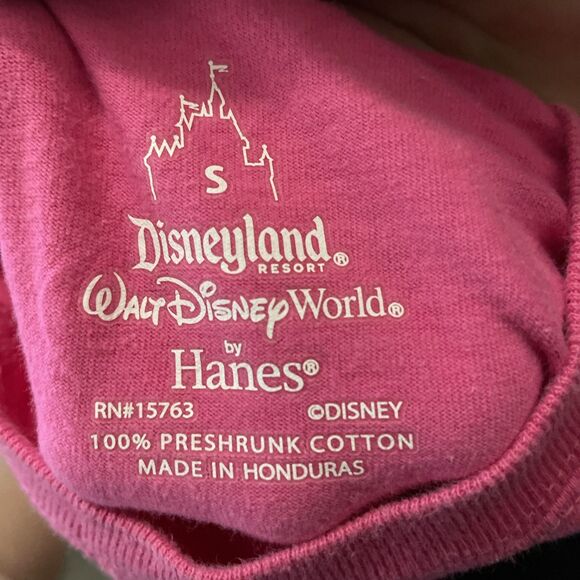 S
Disneyland®
RESORT
Walt Disney World®
by
Hanes®
RN#15763 ©DISNEY
100% PRESHRUNK COTTON
MADE IN HONDURAS